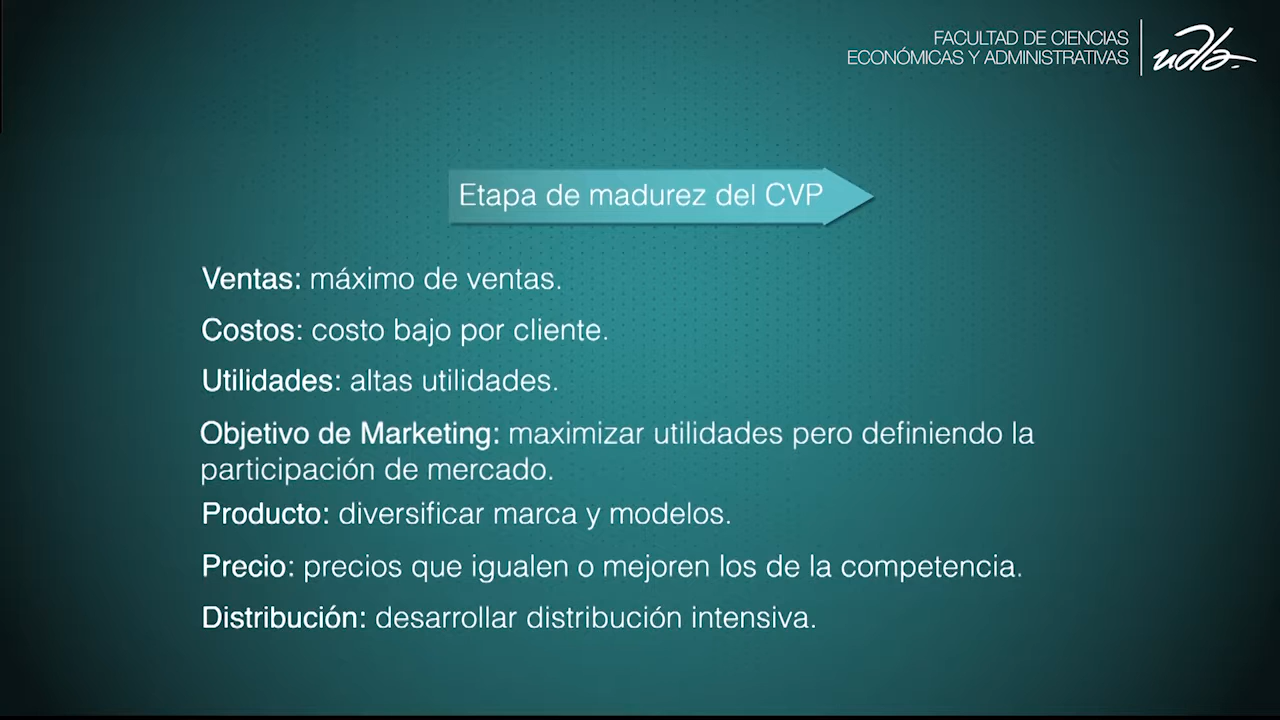 FACULTAD DE CIENCIAS
ECONÓMICAS Y ADMINISTRATIVAS
udla-
Etapa de madurez del CVP
Ventas: máximo de ventas.
Costos: costo bajo por cliente.
Utilidades: altas utilidades.
Objetivo de Marketing: maximizar utilidades pero definiendo la
participación de mercado.
Producto: diversificar marca y modelos.
Precio: precios que igualen o mejoren los de la competencia.
Distribución: desarrollar distribución intensiva.